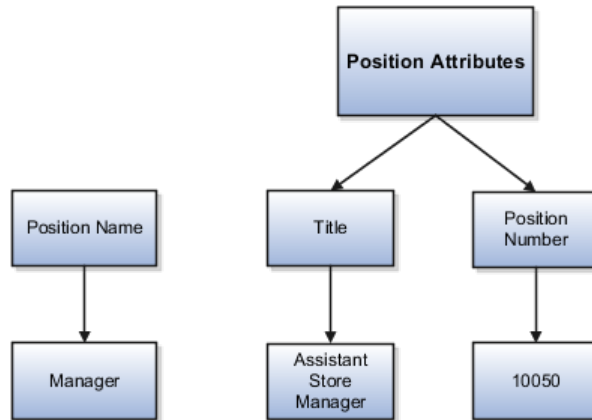 Position Attributes
Position Name
Title
Position
Number
Manager
Assistant
Store
Manager
10050